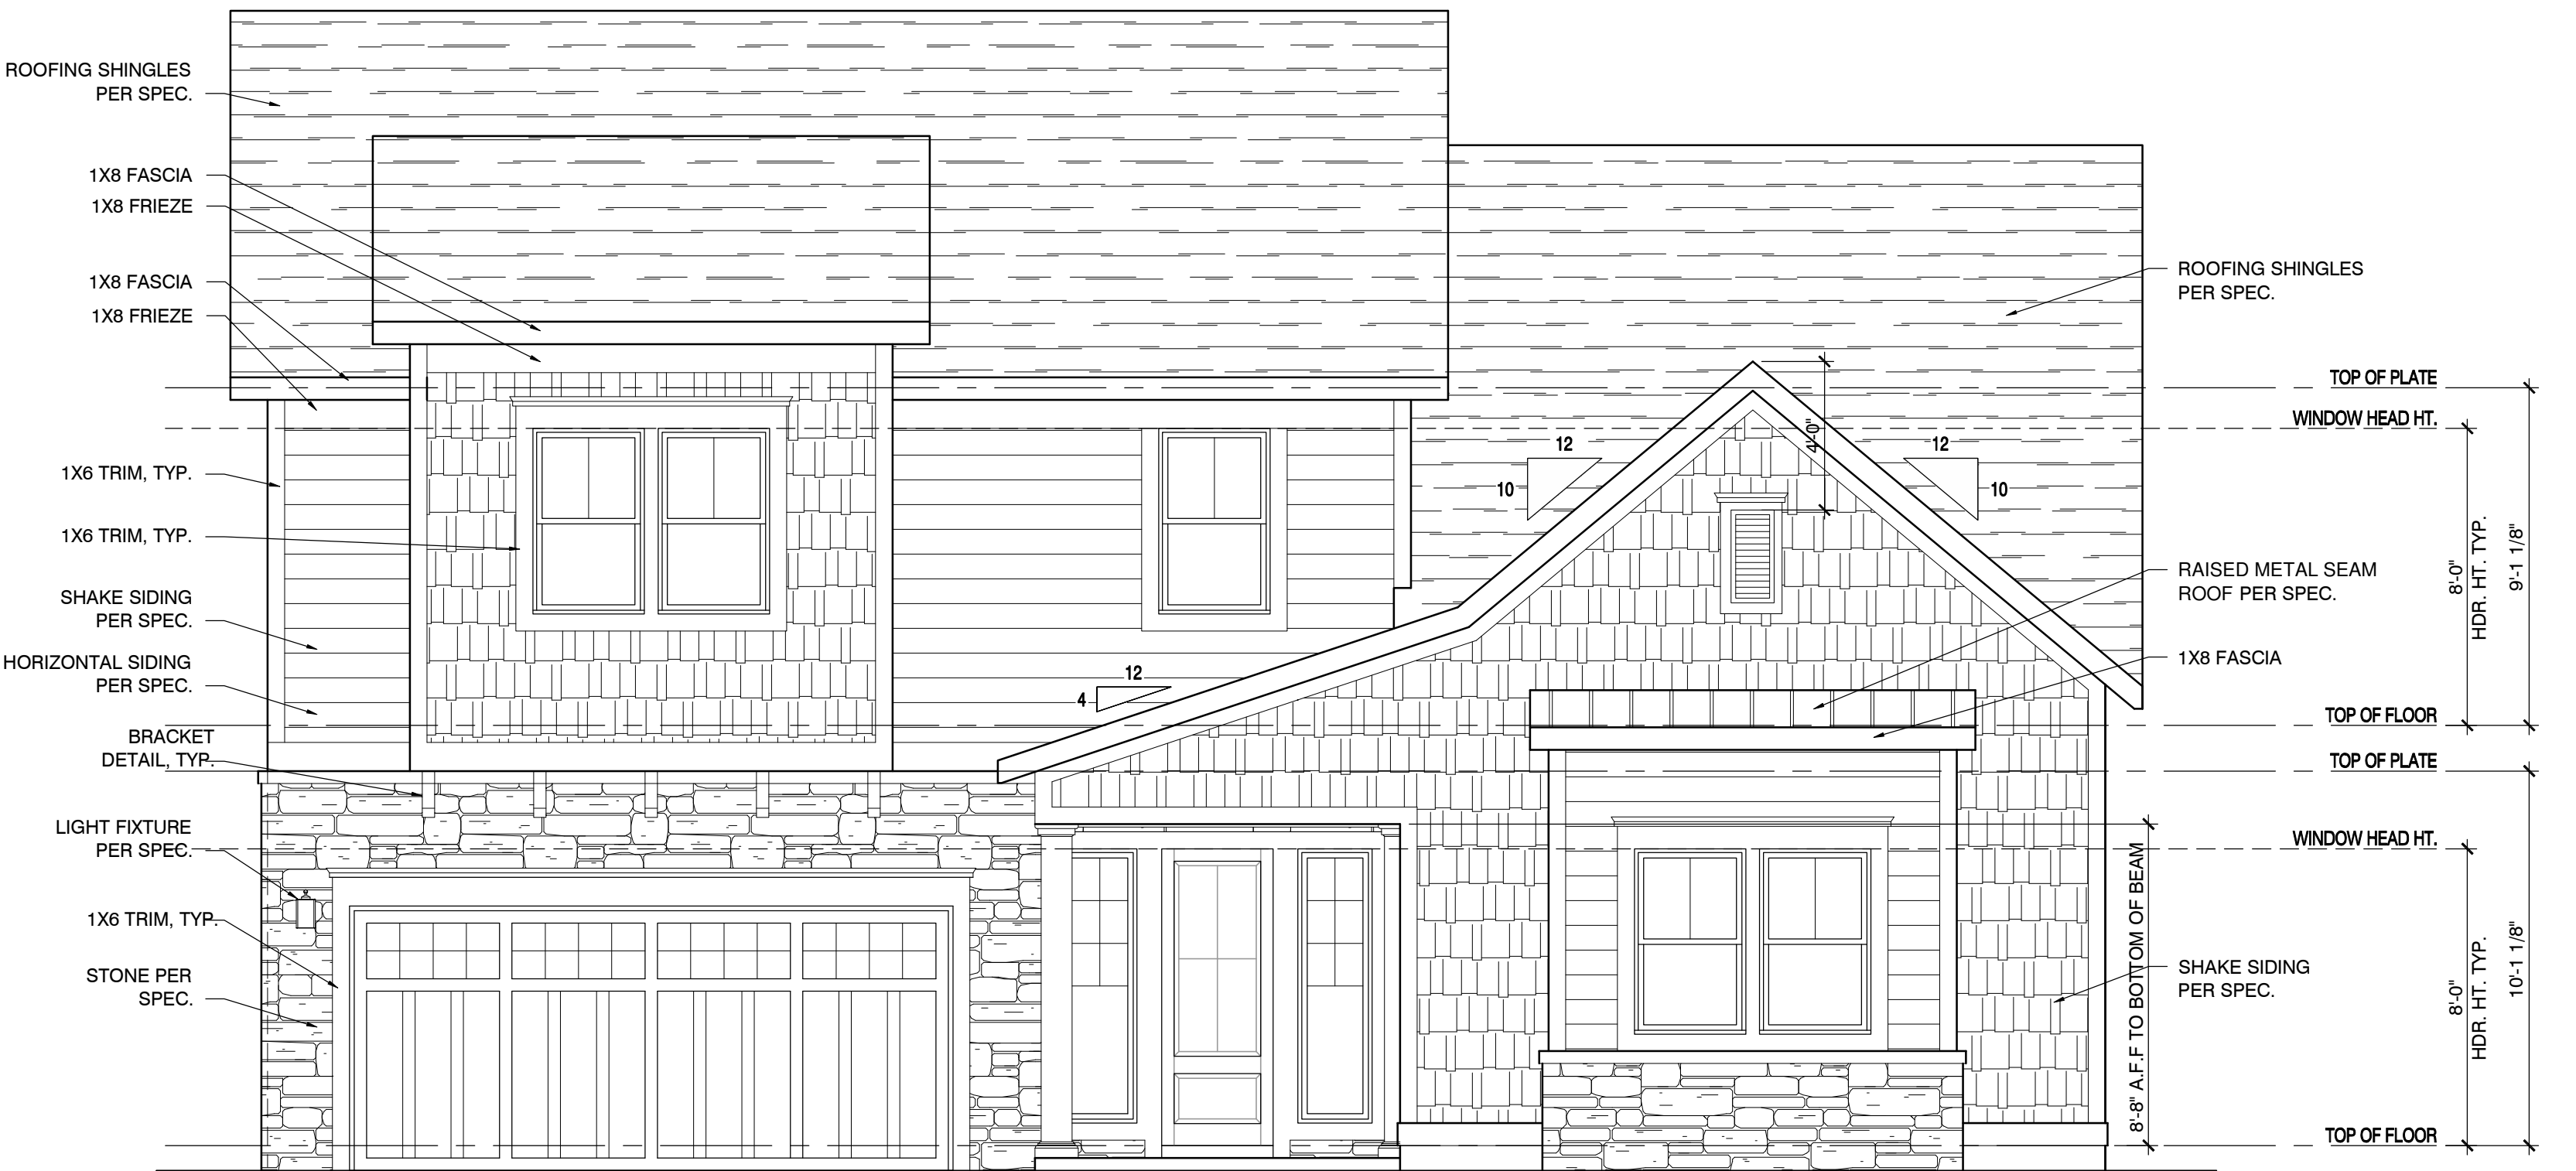 ROOFING SHINGLES
PER SPEC.
1X8 FASCIA
1X8 FRIEZE
1X8 FASCIA
1X8 FRIEZE
1X6 TRIM, TYP.
1X6 TRIM, TYP.
SHAKE SIDING
PER SPEC.
HORIZONTAL SIDING
PER SPEC.
BRACKET
DETAIL, TYP.
LIGHT FIXTURE
PER SPEC.
1X6 TRIM, TYP.
STONE PER
SPEC.
12
4
12
10
4'-0"
12
10
ROOFING SHINGLES
PER SPEC.
RAISED METAL SEAM
ROOF PER SPEC.
1X8 FASCIA
SHAKE SIDING
PER SPEC.
8'-8" A.F.F TO BOTTOM OF BEAM
TOP OF PLATE
WINDOW HEAD HT.
TOP OF FLOOR
TOP OF PLATE
WINDOW HEAD HT.
TOP OF FLOOR
8'-0"
HDR. HT. TYP.
9'-1 1/8"
8'-0"
HDR. HT. TYP.
10'-1 1/8"